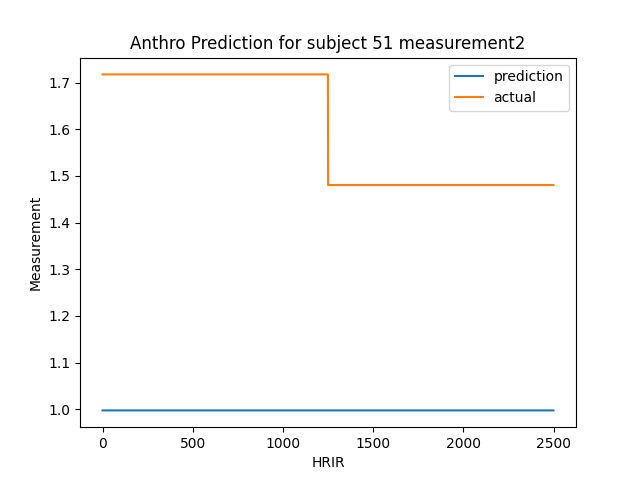 Anthro Prediction for subject 51 measurement2
prediction
actual
Measurement
1.7
1.6
1.5
1.4
1.3
1.2
1.1
1.0
0 500 1000 1500 2000 2500
HRIR